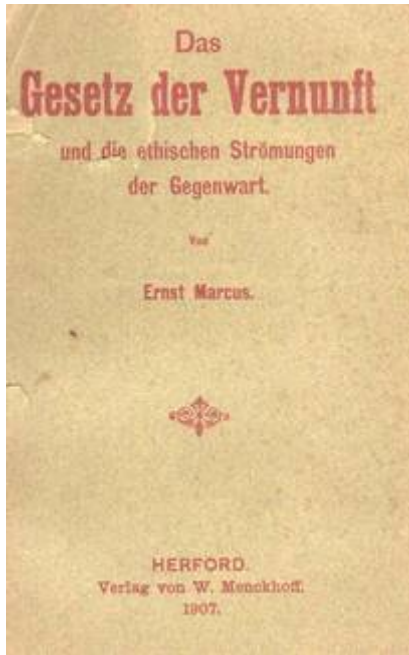 Das
Gesetz der Vernunft
und die ethischen Strömungen
der Gegenwart.
Von
Ernst Marcus.
HERFORD.
Verlag von W. Menckhoff.
1907.